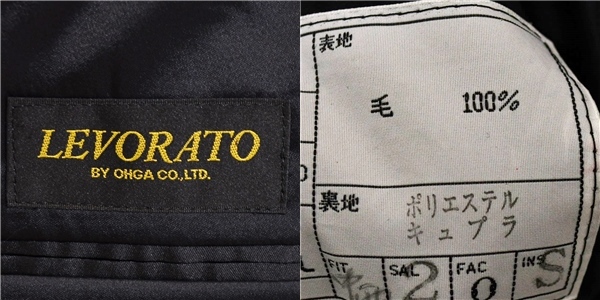 LEVORATO
BY OHGA CO.,LTD.
表地
毛 100%
裏地 ポリエステル
キュプラ
FIT SAL 2 FAC 0 INS S